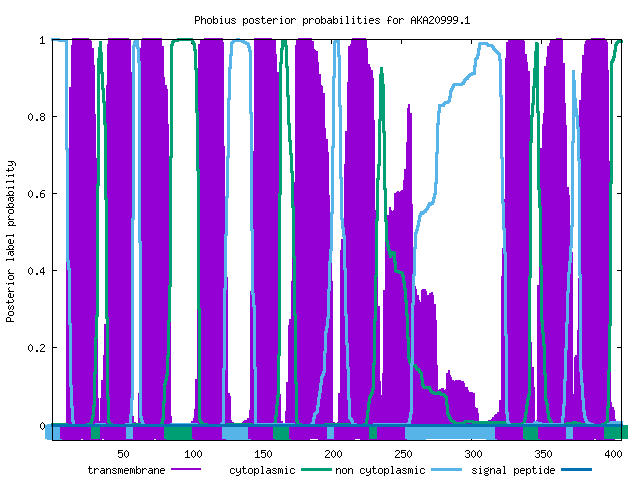 Phobius posterior probabilities for AKA20999.1
1
0.8
0.6
0.4
0.2
0
Posterior label probability
50 100 150 200 250 300 350 400
transmembrane cytoplasmic non cytoplasmic signal peptide